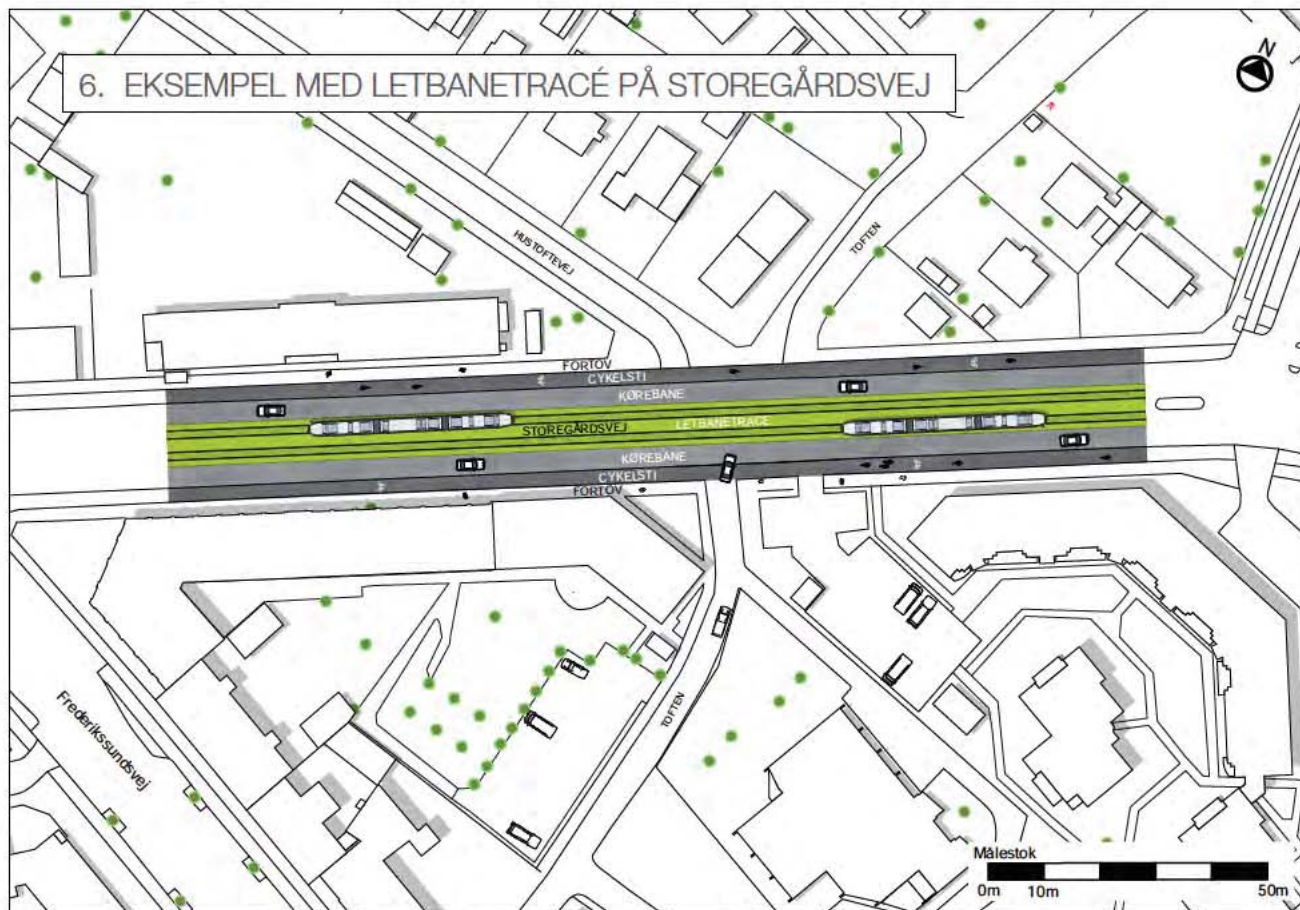 6. EKSEMPEL MED LETBANETRACÉ PÅ STOREGÅRDSVEJ
N
HUSTOFTEVEJ
TOFTEN
FORTOV
CYKELSTI
KØREBANE
STOREGÅRDSVEJ
LETBANETRACE
KØREBANE
CYKELSTI
FORTOV
TOFTEN
Frederikssundsvej
Målestok
0m 10m 50m